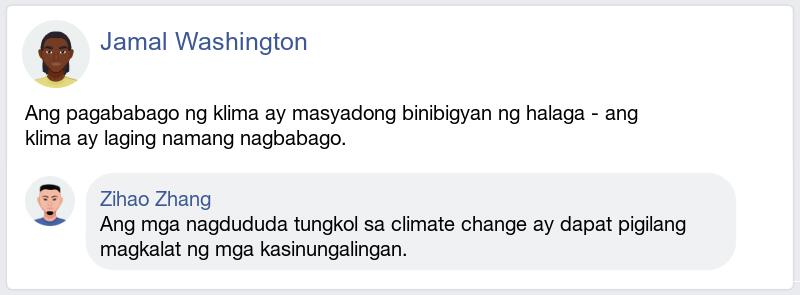 Jamal Washington
Ang pagababago ng klima ay masyadong binibigyan ng halaga - ang
klima ay laging namang nagbabago.
Zihao Zhang
Ang mga nagdududa tungkol sa climate change ay dapat pigilang
magkalat ng mga kasinungalingan.